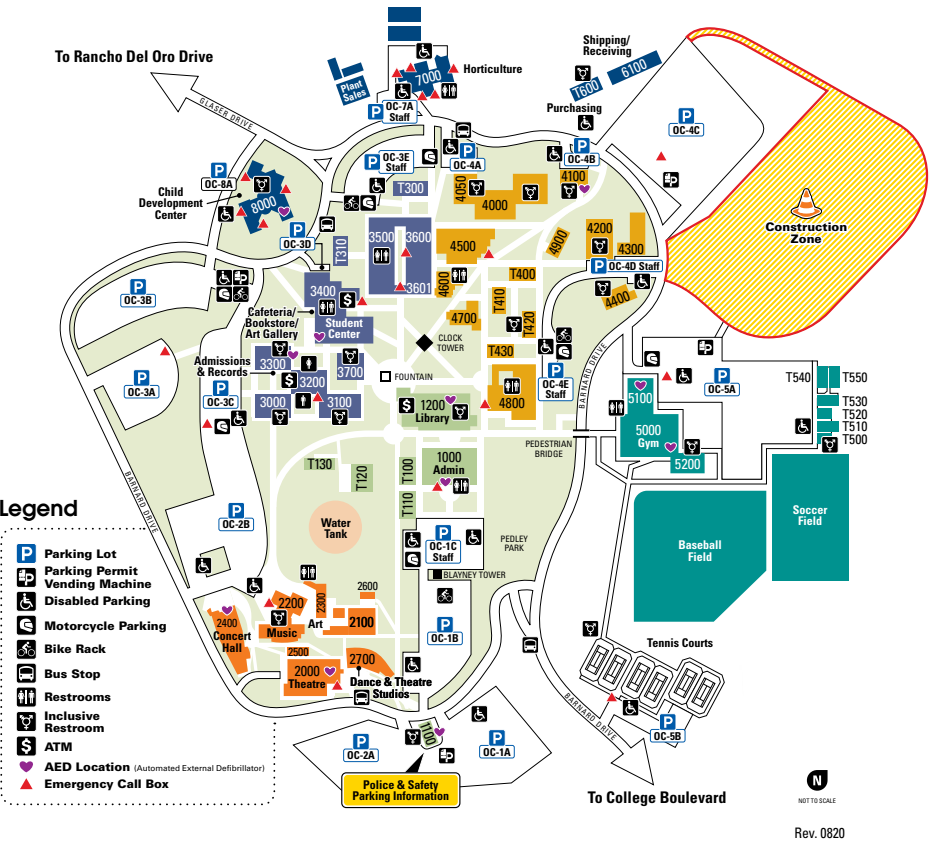 To Rancho Del Oro Drive
GLASER DRIVE
Plant
Sales
7000
Horticulture
P
OC-7A
Staff
Shipping/
Receiving
6100
T600
Purchasing
P
OC-4C
Construction
Zone
P
OC-8A
Child
Development
Center
8000
P
OC-3E
Staff
P
OC-4A
P
OC-4B
4100
T300
4050
4000
P
OC-3D
T310
3500
3600
3601
4500
4600
4900
4200
4300
P
OC-4D Staff
4400
T400
T410
T420
4700
T430
P
OC-3B
3400
Cafeteria/
Bookstore/
Art Gallery
$
Student
Center
CLOCK
TOWER
FOUNTAIN
Admissions
& Records
3300
$
3200
3700
3000
3100
P
OC-3A
P
OC-3C
$
1200
Library
4800
P
OC-4E
Staff
BARNARD DRIVE
P
OC-5A
5100
5000
Gym
5200
T540
T550
T530
T520
T510
T500
PEDESTRIAN
BRIDGE
BARNARD DRIVE
T130
T120
T100
1000
Admin
T110
P
OC-2B
Water
Tank
P
OC-1C
Staff
PEDLEY
PARK
BLAYNEY TOWER
Baseball
Field
Soccer
Field
Legend
P
Parking Lot
Parking Permit
Vending Machine
Disabled Parking
Motorcycle Parking
Bike Rack
Bus Stop
Restrooms
Inclusive
Restroom
$
ATM
AED Location (Automated External Defibrillator)
Emergency Call Box
2400
Concert
Hall
2200
Music
2300
Art
2600
2100
2500
2000
Theatre
2700
Dance & Theatre
Studios
P
OC-1B
Tennis Courts
BARNARD DRIVE
P
OC-5B
P
OC-2A
1100
P
OC-1A
Police & Safety
Parking Information
To College Boulevard
N
NOT TO SCALE
Rev. 0820